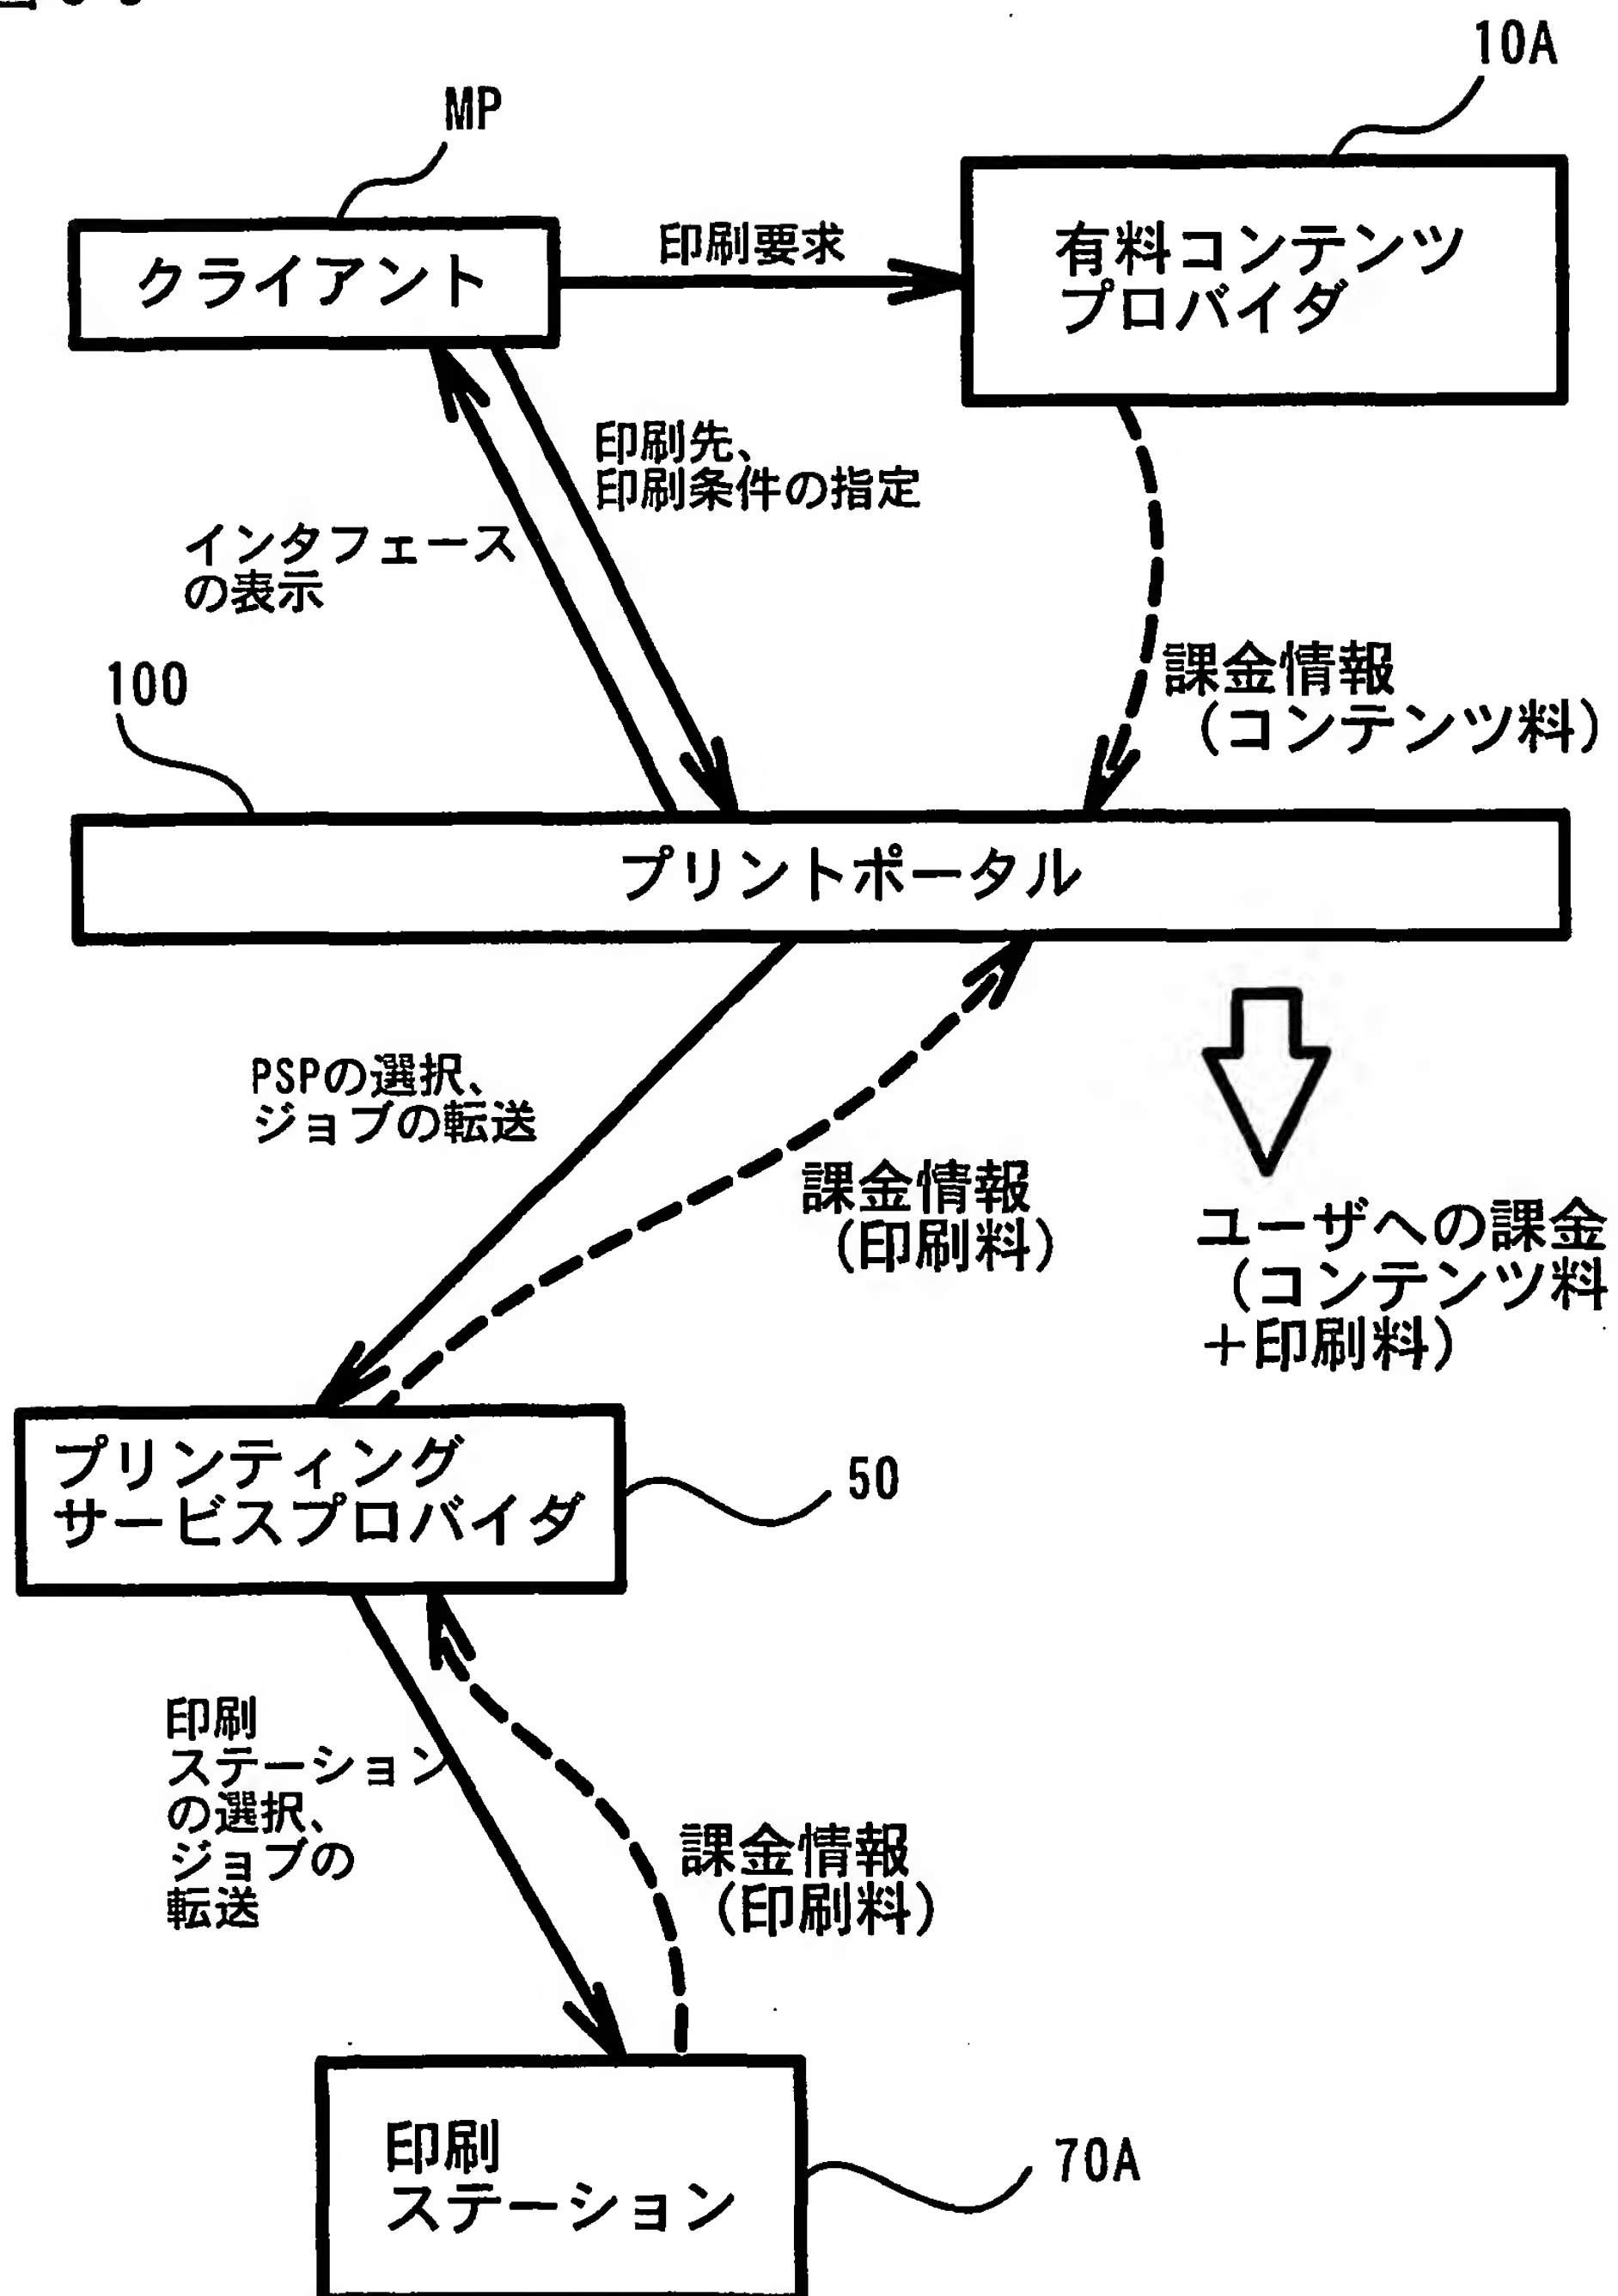 10A
MP
クライアント
印刷要求
有料コンテンツ
プロバイダ
印刷先、
印刷条件の指定
インタフェース
の表示
課金情報
(コンテンツ料)
100
プリントポータル
PSPの選択、
ジョブの転送
課金情報
(印刷料)
ユーザへの課金
(コンテンツ料
+印刷料)
プリンティング
サービスプロバイダ
50
印刷
ステーション
の選択、
ジョブの
転送
課金情報
(印刷料)
印刷
ステーション
70A